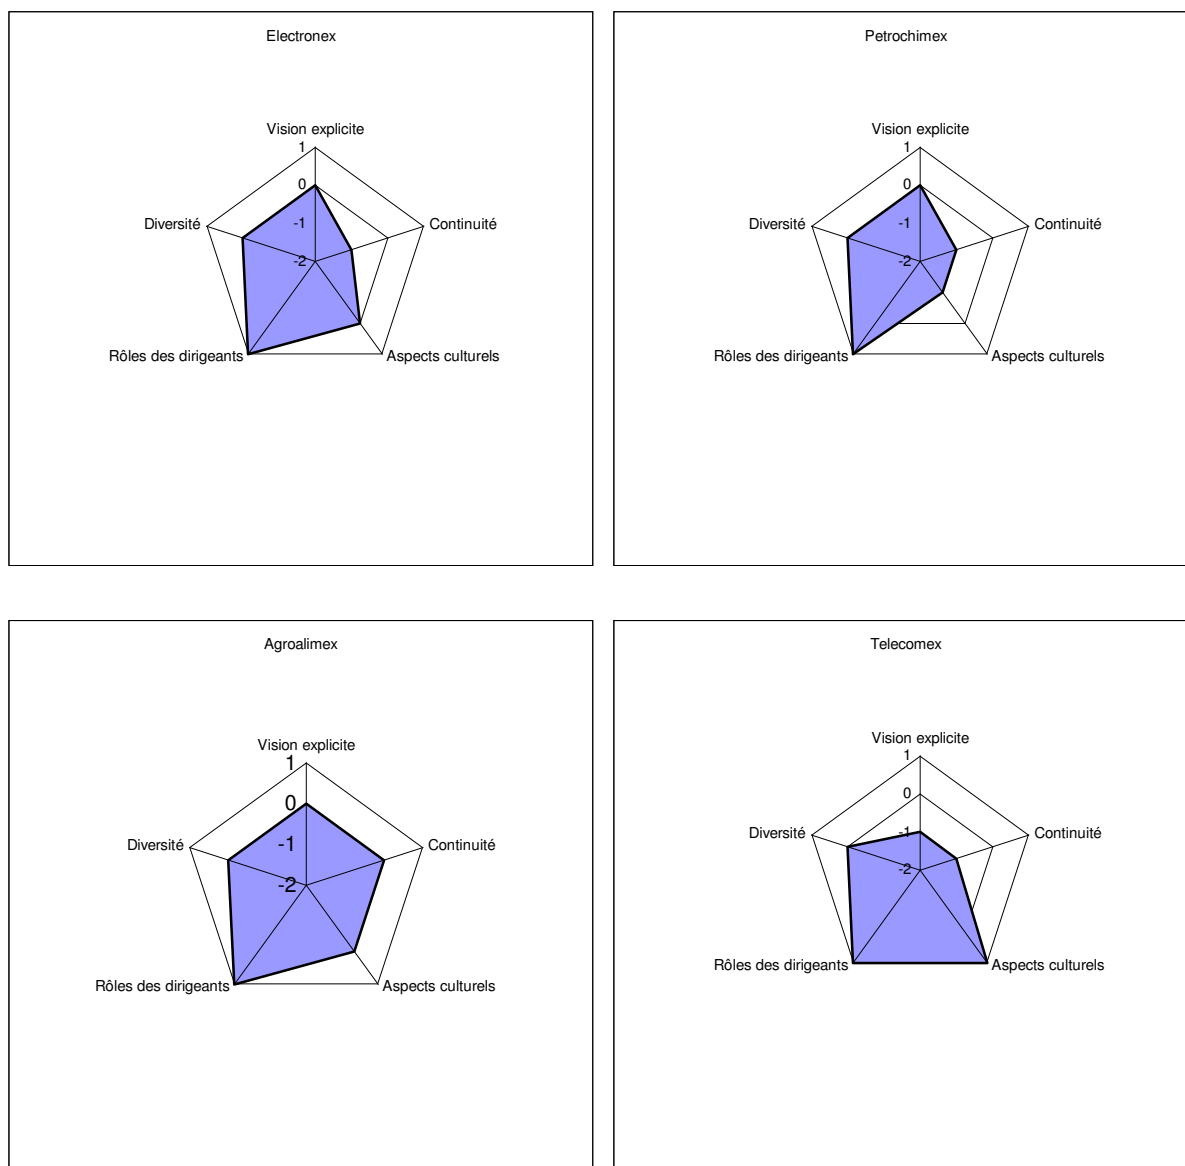 Electronex
Vision explicite
1
0
-1
-2
Diversité
Continuité
Rôles des dirigeants
Aspects culturels
Petrochimex
Vision explicite
1
0
-1
-2
Diversité
Continuité
Rôles des dirigeants
Aspects culturels
Agroalimex
Vision explicite
1
0
-1
-2
Diversité
Continuité
Rôles des dirigeants
Aspects culturels
Telecomex
Vision explicite
1
0
-1
-2
Diversité
Continuité
Rôles des dirigeants
Aspects culturels